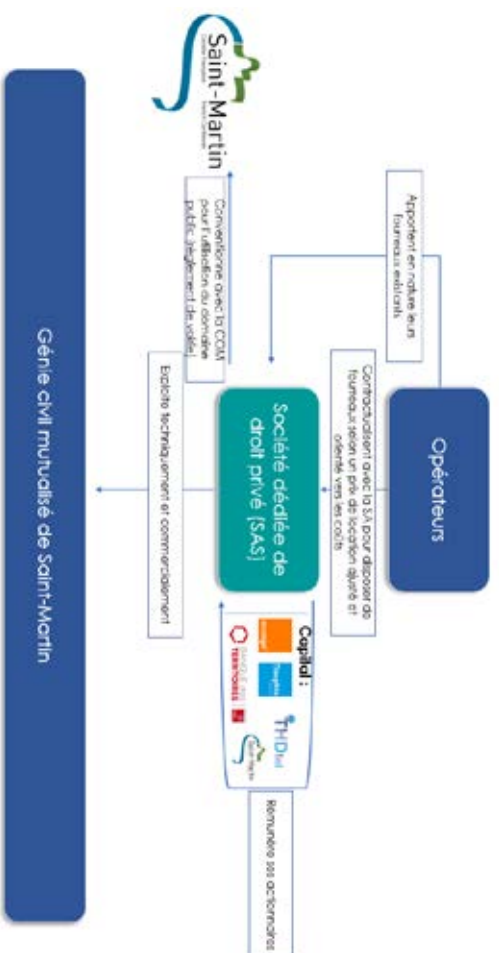 Opérateurs
Apportent en nature leurs
fourreaux existants
Contractualisent avec la SA pour disposer de
fourreaux selon un prix de location ajusté et
orienté vers les coûts
Saint-Martin
Conventionne avec la COM
pour l'utilisation du domaine
public (règlement de voirie)
Société dédiée de
droit privé (SAS)
Capital :
orange
Dauphin
THD
BANQUE DES
TERRITOIRES
Saint-Martin
Rémunère ses actionnaires
Exploite techniquement et commercialement
Génie civil mutualisé de Saint-Martin